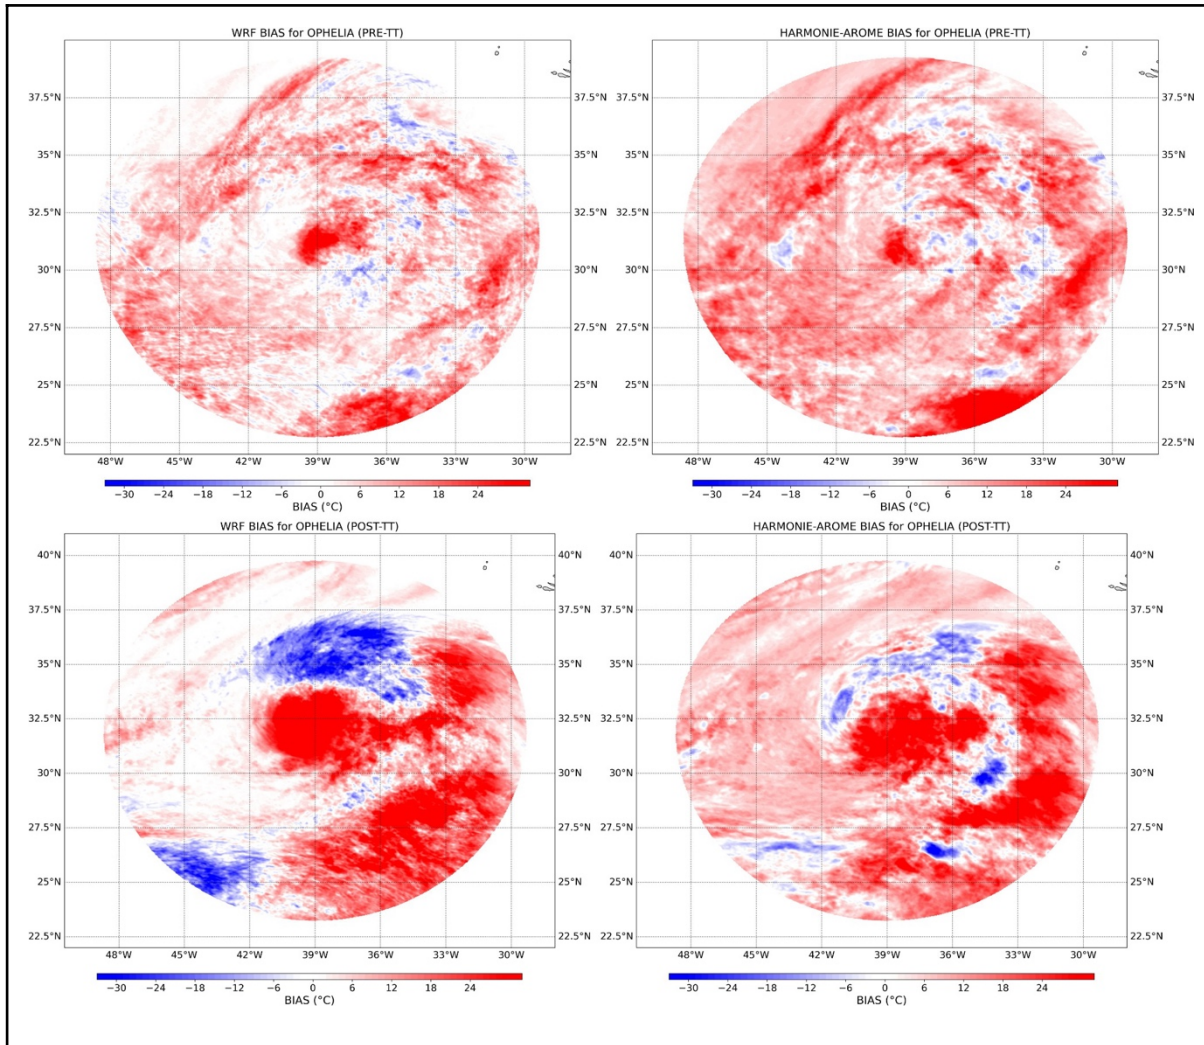 WRF BIAS for OPHELIA (PRE-TT)
37.5°N
35°N
32.5°N
30°N
27.5°N
25°N
22.5°N
37.5°N
35°N
32.5°N
30°N
27.5°N
25°N
22.5°N
48°W 45°W 42°W 39°W 36°W 33°W 30°W
−30 −24 −18 −12 −6 0 6 12 18 24
BIAS (°C)
HARMONIE-AROME BIAS for OPHELIA (PRE-TT)
37.5°N
35°N
32.5°N
30°N
27.5°N
25°N
22.5°N
37.5°N
35°N
32.5°N
30°N
27.5°N
25°N
22.5°N
48°W 45°W 42°W 39°W 36°W 33°W 30°W
−30 −24 −18 −12 −6 0 6 12 18 24
BIAS (°C)
WRF BIAS for OPHELIA (POST-TT)
40°N
37.5°N
35°N
32.5°N
30°N
27.5°N
25°N
22.5°N
40°N
37.5°N
35°N
32.5°N
30°N
27.5°N
25°N
22.5°N
48°W 45°W 42°W 39°W 36°W 33°W 30°W
−30 −24 −18 −12 −6 0 6 12 18 24
BIAS (°C)
HARMONIE-AROME BIAS for OPHELIA (POST-TT)
40°N
37.5°N
35°N
32.5°N
30°N
27.5°N
25°N
22.5°N
40°N
37.5°N
35°N
32.5°N
30°N
27.5°N
25°N
22.5°N
48°W 45°W 42°W 39°W 36°W 33°W 30°W
−30 −24 −18 −12 −6 0 6 12 18 24
BIAS (°C)